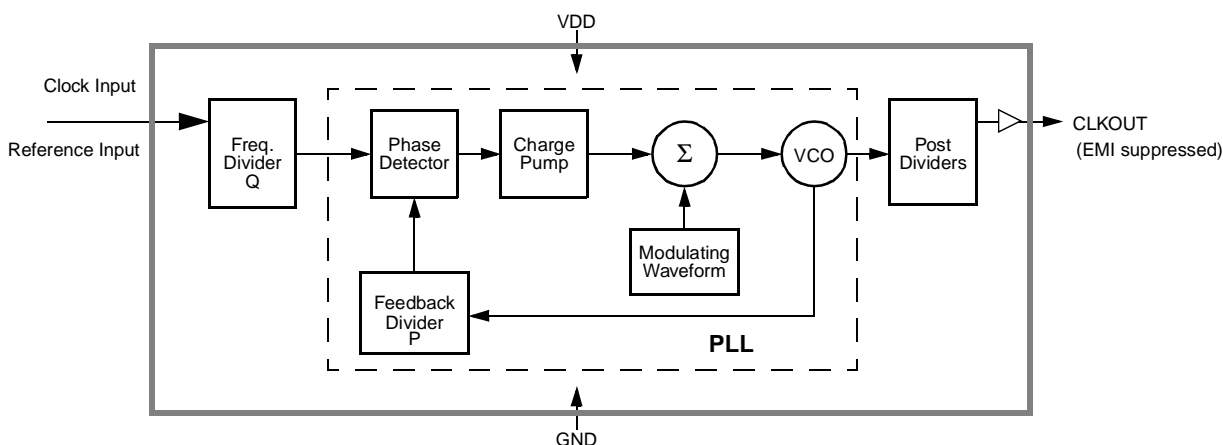 VDD
Clock Input
Reference Input
Freq.
Divider
Q
Phase
Detector
Charge
Pump
Σ
VCO
Post
Dividers
CLKOUT
(EMI suppressed)
Modulating
Waveform
Feedback
Divider
P
PLL
GND